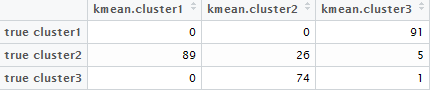 kmean.cluster1 kmean.cluster2 kmean.cluster3
true cluster1 0 0 91
true cluster2 89 26 5
true cluster3 0 74 1